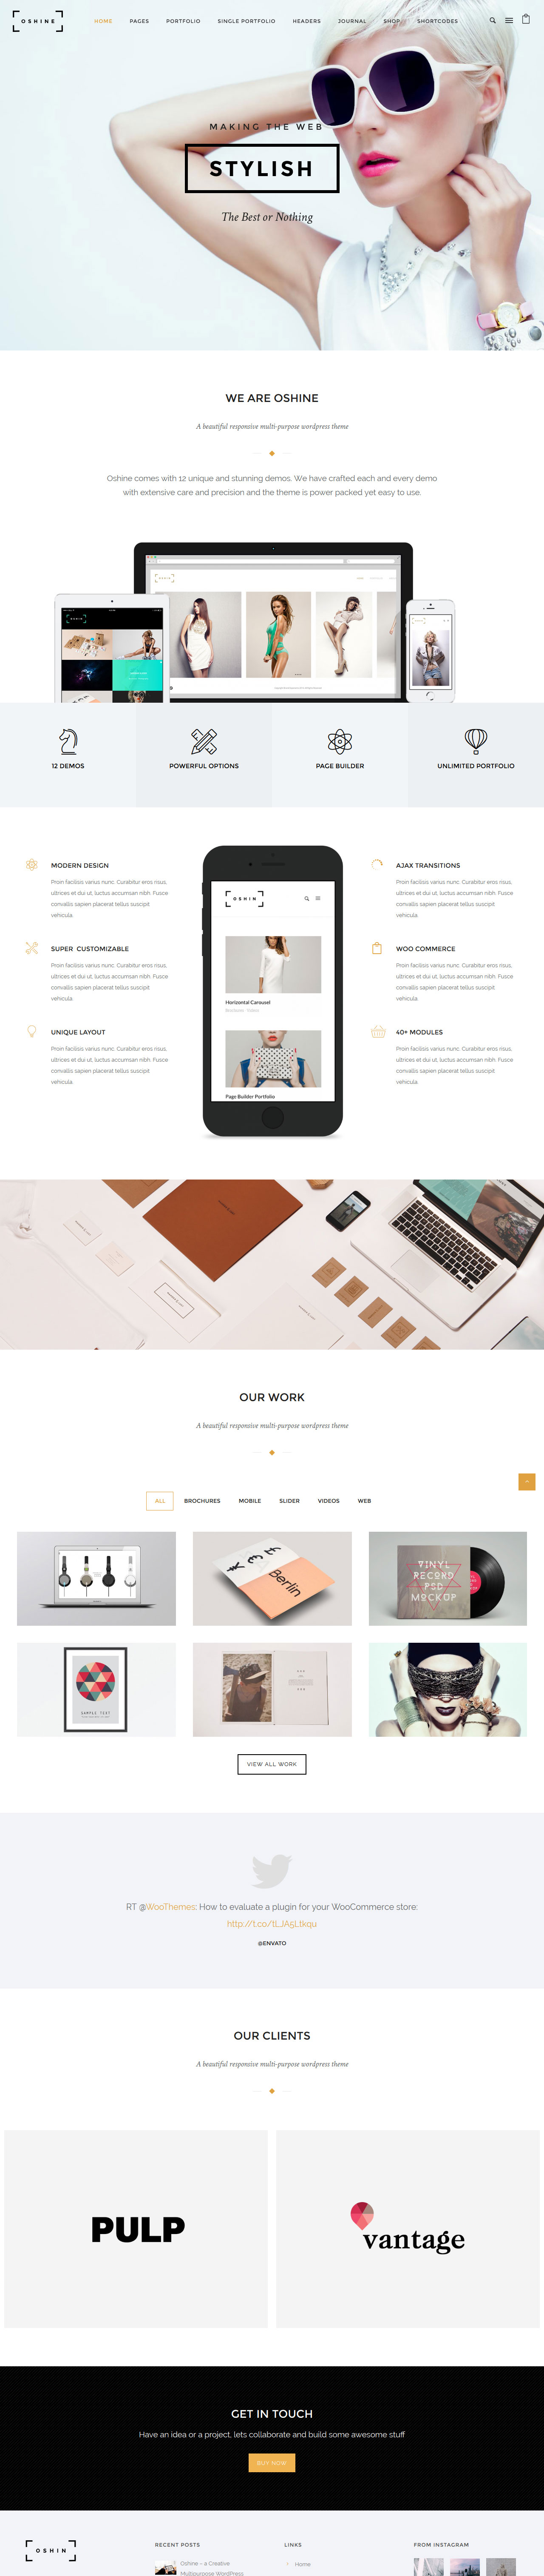 OSHINE
HOME PAGES PORTFOLIO SINGLE PORTFOLIO HEADERS JOURNAL SHOP SHORTCODES
MAKING THE WEB
STYLISH
The Best or Nothing
WE ARE OSHINE
A beautiful responsive multi-purpose wordpress theme
Oshine comes with 12 unique and stunning demos. We have crafted each and every demo
with extensive care and precision and the theme is power packed yet easy to use.
12 DEMOS
POWERFUL OPTIONS
PAGE BUILDER
UNLIMITED PORTFOLIO
MODERN DESIGN
Proin facilisis varius nunc. Curabitur eros risus,
ultrices et dui ut, luctus accumsan nibh. Fusce
convallis sapien placerat tellus suscipit
vehicula.
SUPER CUSTOMIZABLE
Proin facilisis varius nunc. Curabitur eros risus,
ultrices et dui ut, luctus accumsan nibh. Fusce
convallis sapien placerat tellus suscipit
vehicula.
UNIQUE LAYOUT
Proin facilisis varius nunc. Curabitur eros risus,
ultrices et dui ut, luctus accumsan nibh. Fusce
convallis sapien placerat tellus suscipit
vehicula.
OSHIN
Horizontal Carousel
Brochures Videos
Page Builder Portfolio
AJAX TRANSITIONS
Proin facilisis varius nunc. Curabitur eros risus,
ultrices et dui ut, luctus accumsan nibh. Fusce
convallis sapien placerat tellus suscipit
vehicula.
WOO COMMERCE
Proin facilisis varius nunc. Curabitur eros risus,
ultrices et dui ut, luctus accumsan nibh. Fusce
convallis sapien placerat tellus suscipit
vehicula.
40+ MODULES
Proin facilisis varius nunc. Curabitur eros risus,
ultrices et dui ut, luctus accumsan nibh. Fusce
convallis sapien placerat tellus suscipit
vehicula.
OUR WORK
A beautiful responsive multi-purpose wordpress theme
ALL BROCHURES MOBILE SLIDER VIDEOS WEB
Berlin
VINYL
RECORD
PSD
MOCKUP
SAMPLE TEXT
VIEW ALL WORK
RT @WooThemes: How to evaluate a plugin for your WooCommerce store:
http://t.co/tLJA5Ltkqu
@ENVATO
OUR CLIENTS
A beautiful responsive multi-purpose wordpress theme
PULP
vantage
GET IN TOUCH
Have an idea or a project, lets collaborate and build some awesome stuff
BUY NOW
OSHIN
RECENT POSTS
Oshine – a Creative
Multipurpose WordPress
LINKS
Home
FROM INSTAGRAM